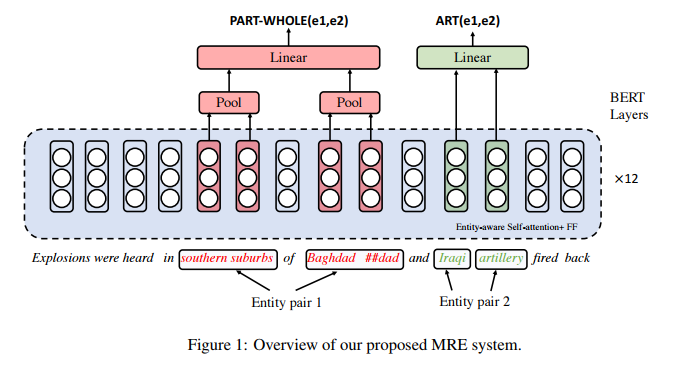 PART-WHOLE(e1,e2) ART(e1,e2)
Linear Linear
Pool Pool
BERT
Layers
×12
Entity-aware Self-attention+ FF
Explosions were heard in southern suburbs of Baghdad ##dad and Iraqi artillery fired back
Entity pair 1 Entity pair 2
Figure 1: Overview of our proposed MRE system.